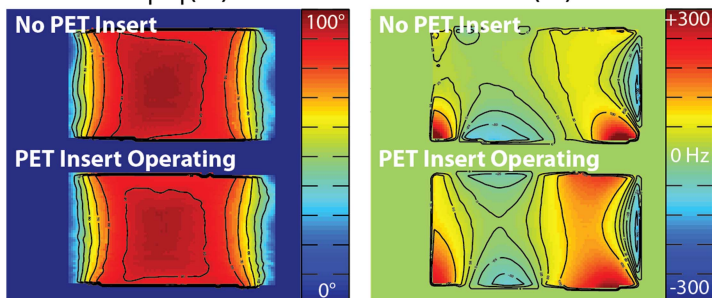 No PET Insert
100°
PET Insert Operating
0°
No PET Insert
+300
PET Insert Operating
0 Hz
-300